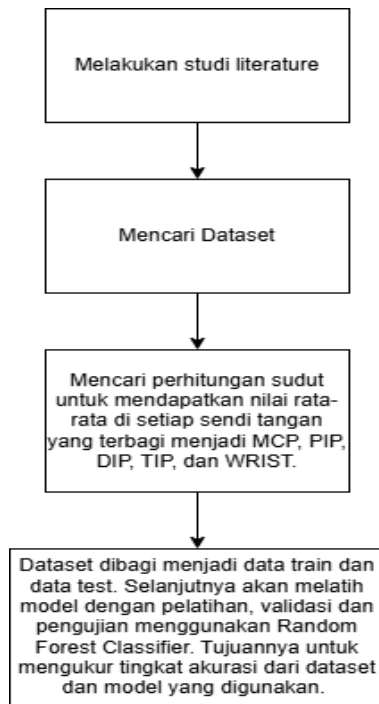 Melakukan studi literature
Mencari Dataset
Mencari perhitungan sudut
untuk mendapatkan nilai rata-
rata di setiap sendi tangan
yang terbagi menjadi MCP, PIP,
DIP, TIP, dan WRIST.
Dataset dibagi menjadi data train dan
data test. Selanjutnya akan melatih
model dengan pelatihan, validasi dan
pengujian menggunakan Random
Forest Classifier. Tujuannya untuk
mengukur tingkat akurasi dari dataset
dan model yang digunakan.